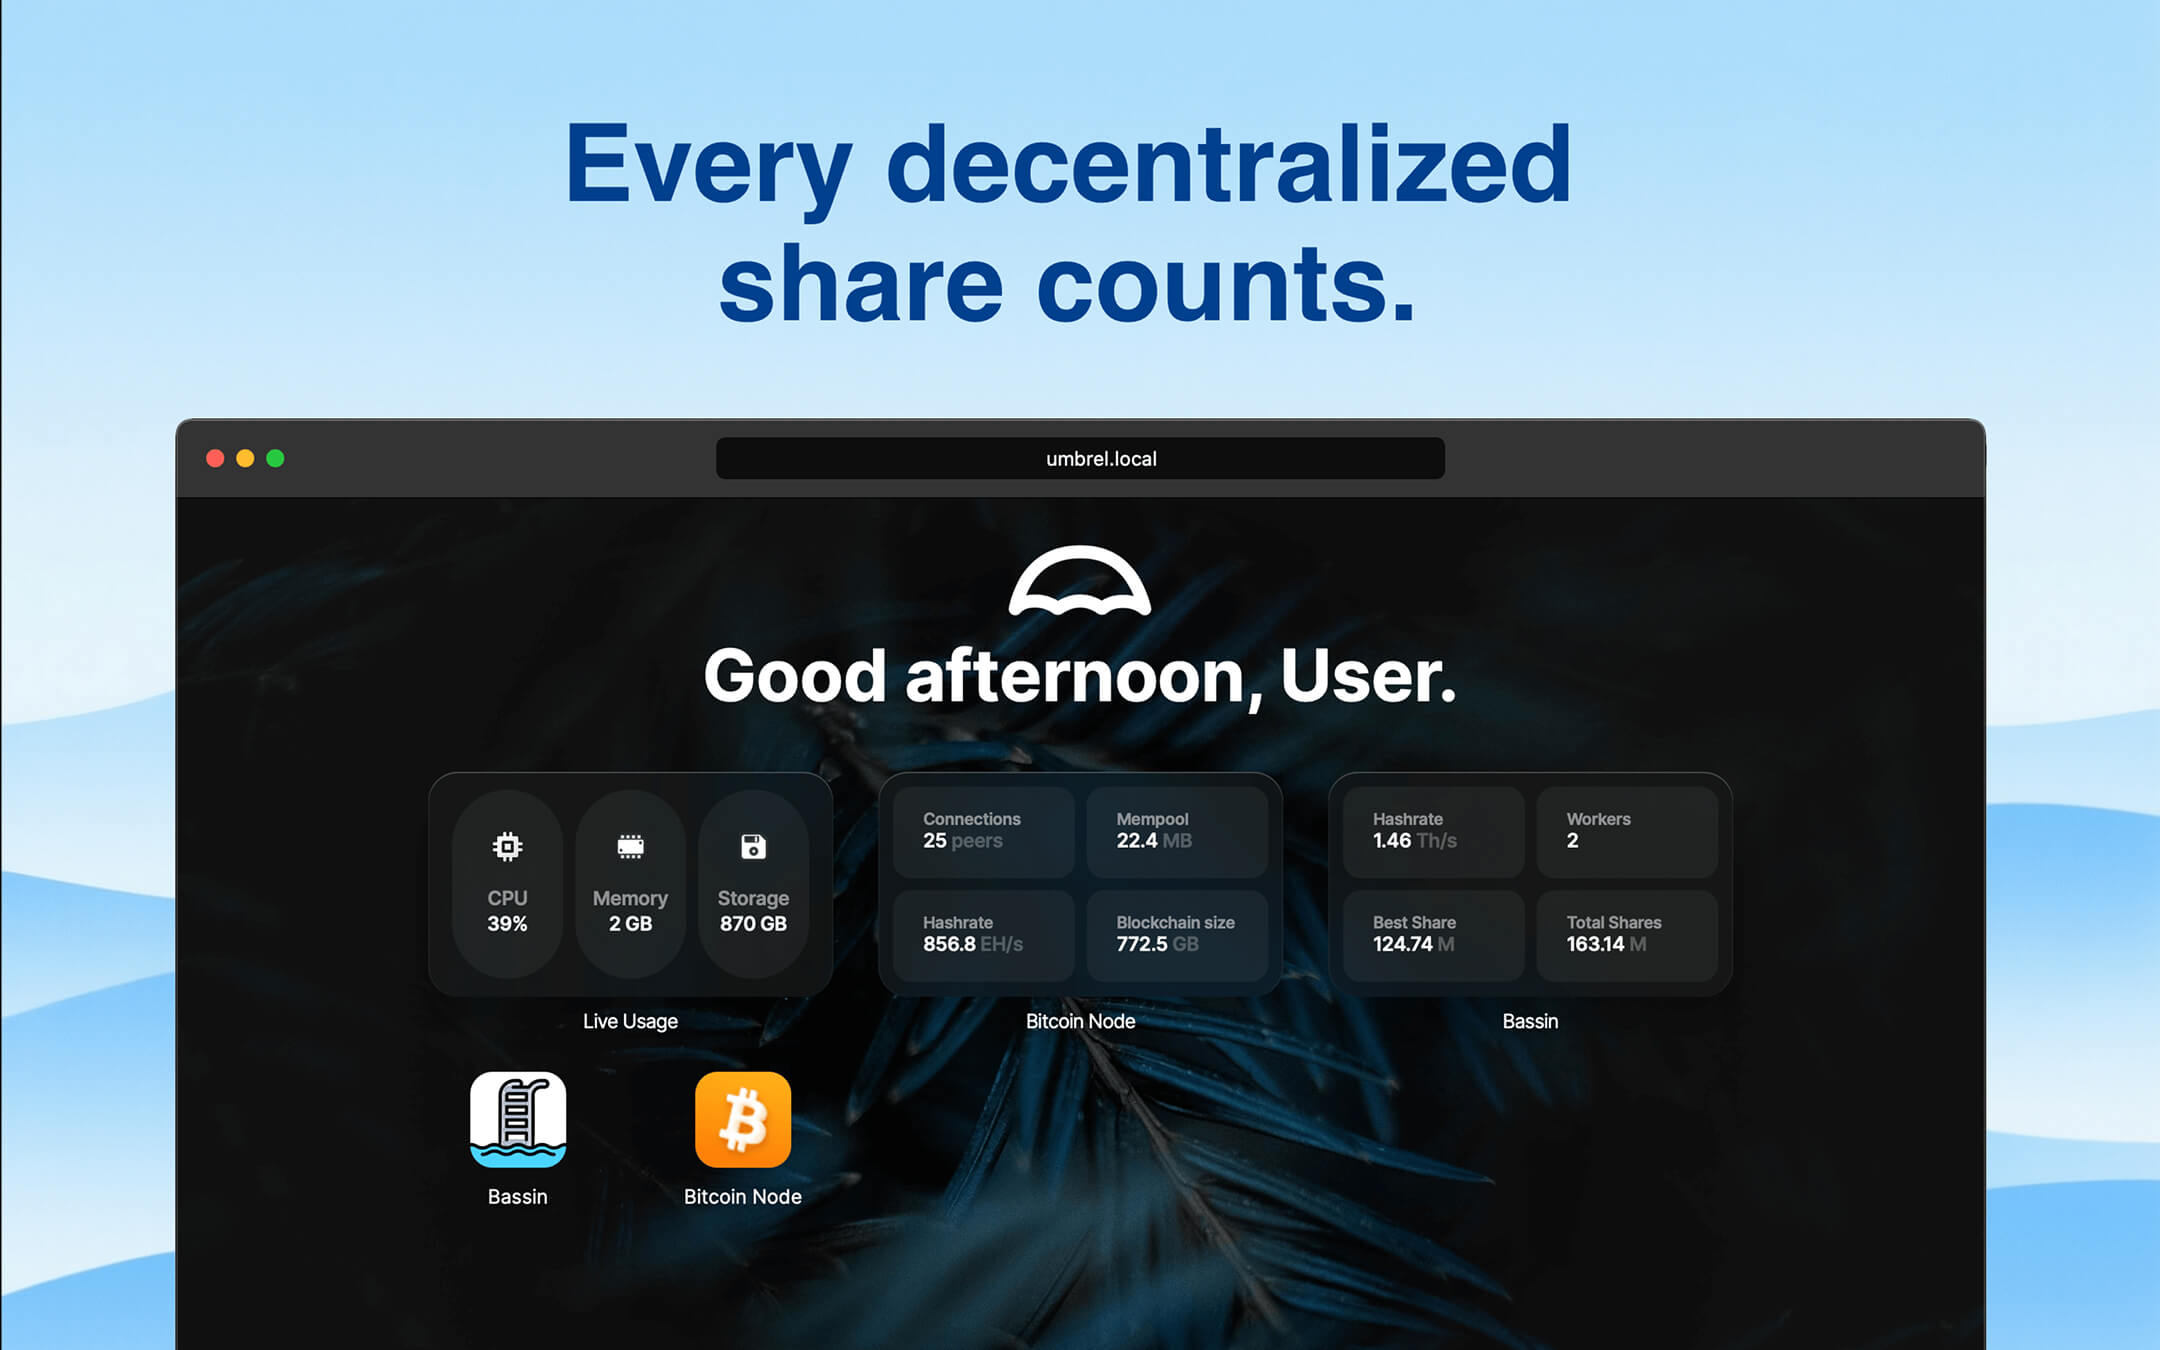 Every decentralized
share counts.
umbrel.local
Good afternoon, User.
CPU
39%
Memory
2 GB
Storage
870 GB
Live Usage
Connections
25 peers
Mempool
22.4 MB
Hashrate
856.8 EH/s
Blockchain size
772.5 GB
Bitcoin Node
Hashrate
1.46 Th/s
Workers
2
Best Share
124.74 M
Total Shares
163.14 M
Bassin
Bassin
Bitcoin Node